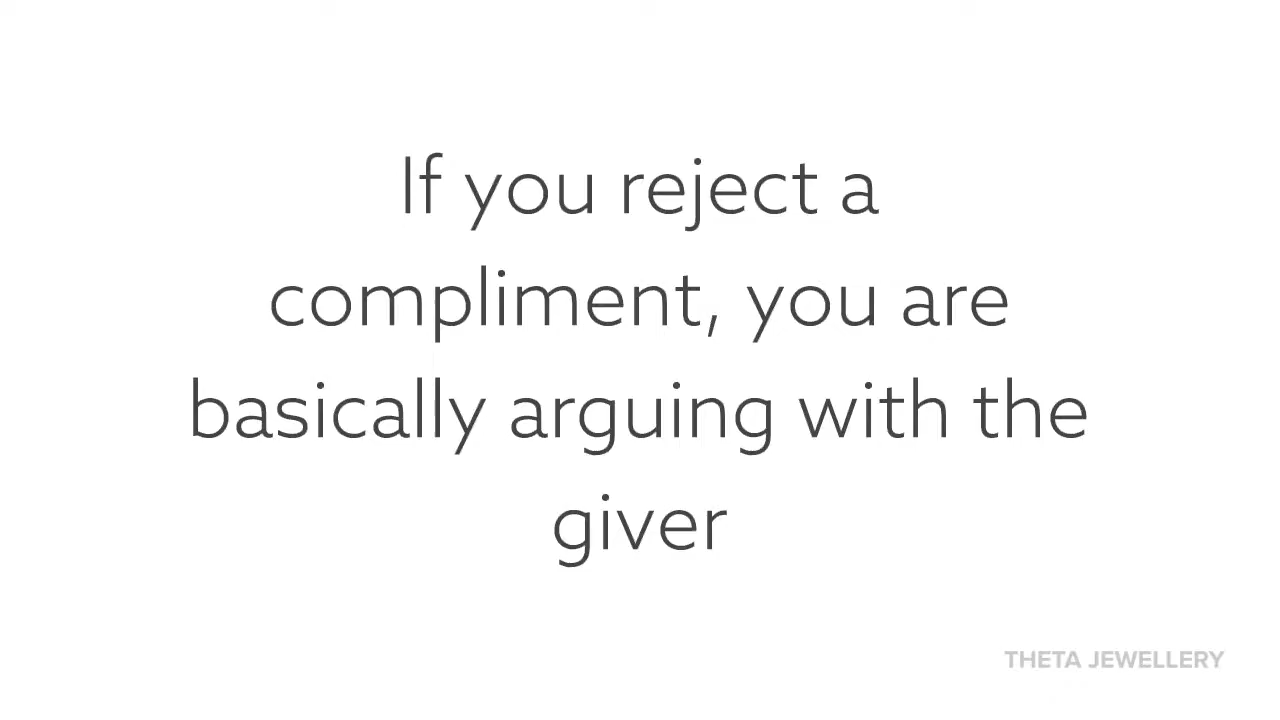 If you reject a
compliment, you are
basically arguing with the
giver
THETA JEWELLERY